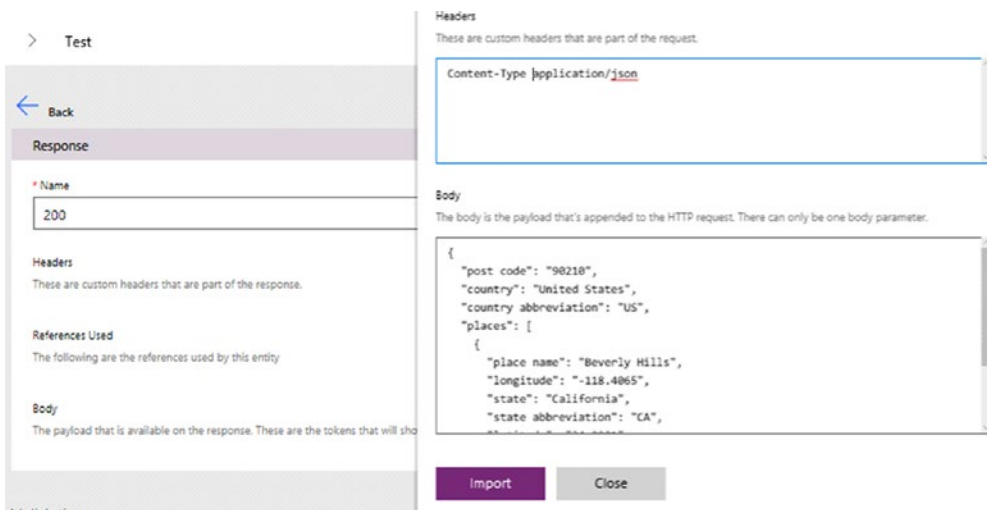 Test
Back
Response
* Name
200
Headers
These are custom headers that are part of the response.
References Used
The following are the references used by this entity
Body
The payload that is available on the response. These are the tokens that will sho
Headers
These are custom headers that are part of the request.
Content-Type application/json
Body
The body is the payload that's appended to the HTTP request. There can only be one body parameter.
{
"post code": "90210",
"country": "United States",
"country abbreviation": "US",
"places": [
{
"place name": "Beverly Hills",
"longitude": "-118.4065",
"state": "California",
"state abbreviation": "CA",
Import
Close